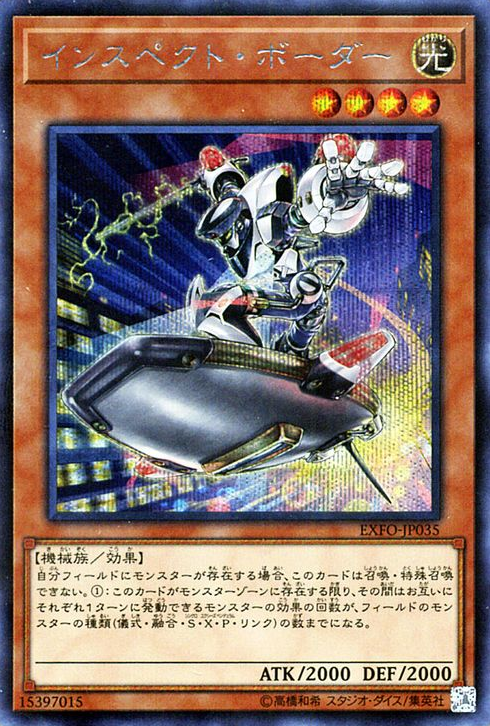 インスペクト・ボーダー
光
EXFO-JP035
【機械族／効果】
自分フィールドにモンスターが存在する場合、このカードは召喚・特殊召喚
できない。①：このカードがモンスターゾーンに存在する限り、その間はお互いに
それぞれ１ターンに発動できるモンスターの効果の回数が、フィールドのモン
スターの種類（儀式・融合・Ｓ・Ｘ・Ｐ・リンク）の数までになる。
ATK/2000 DEF/2000
15397015
©高橋和希 スタジオ・ダイス/集英社